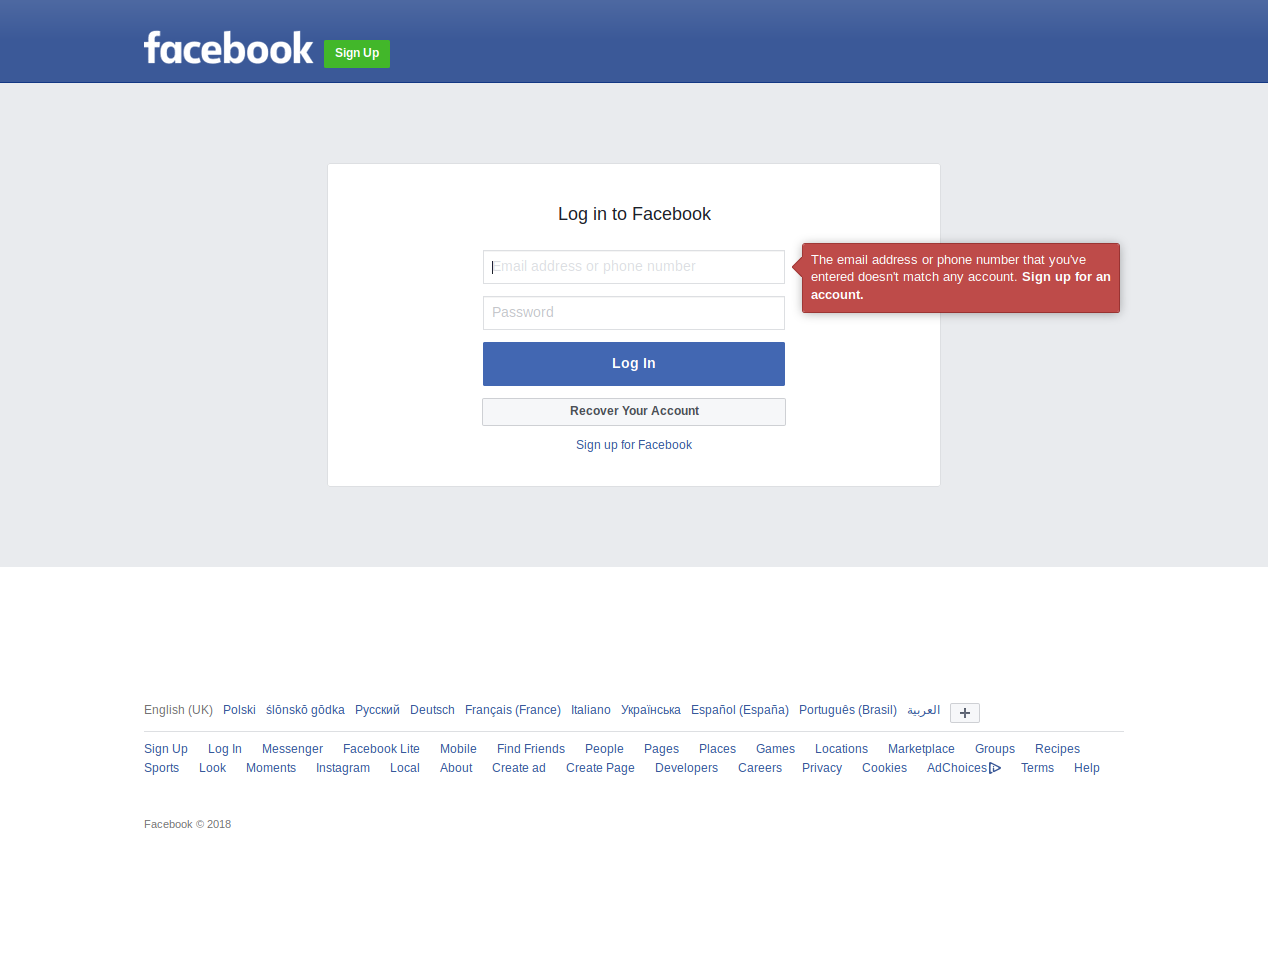 facebook Sign Up
Log in to Facebook
Email address or phone number
The email address or phone number that you've
entered doesn't match any account. Sign up for an
account.
Password
Log In
Recover Your Account
Sign up for Facebook
English (UK) Polski ślōnskŏ gŏdka Русский Deutsch Français (France) Italiano Українська Español (España) Português (Brasil) العربية
Sign Up Log In Messenger Facebook Lite Mobile Find Friends People Pages Places Games Locations Marketplace Groups Recipes
Sports Look Moments Instagram Local About Create ad Create Page Developers Careers Privacy Cookies AdChoices Terms Help
Facebook © 2018